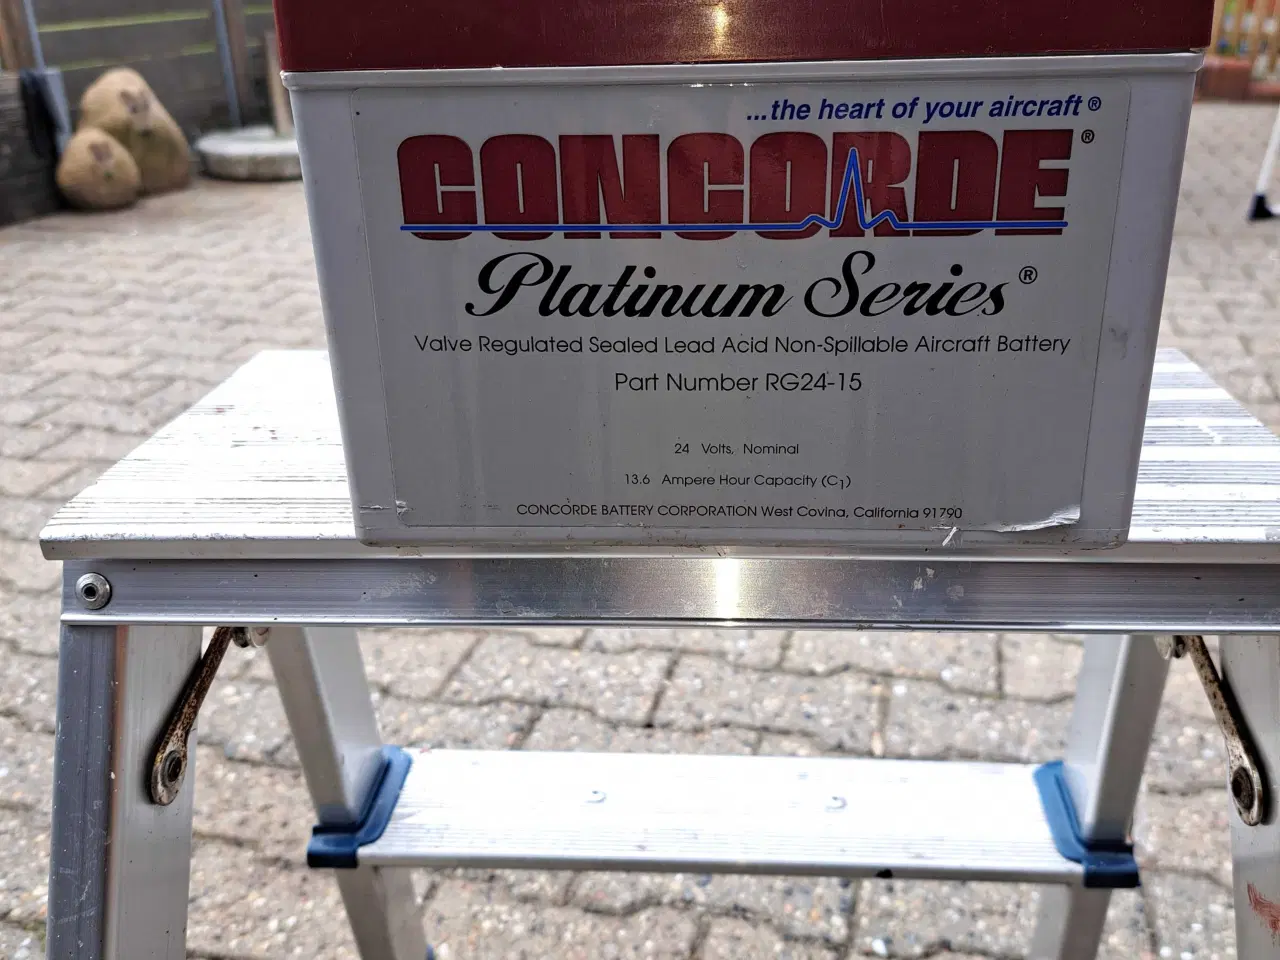 ...the heart of your aircraft®
CONCORDE®
Platinum Series®
Valve Regulated Sealed Lead Acid Non-Spillable Aircraft Battery
Part Number RG24-15
24 Volts, Nominal
13.6 Ampere Hour Capacity (C1)
CONCORDE BATTERY CORPORATION West Covina, California 91790